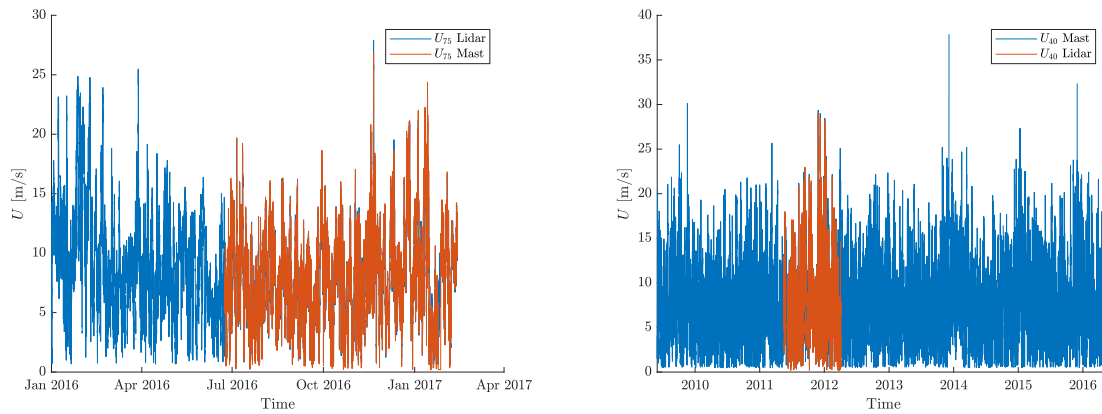 30
25
20
15
10
5
0
U [m/s]
U75 Lidar
U75 Mast
Jan 2016
Apr 2016
Jul 2016
Oct 2016
Jan 2017
Apr 2017
Time
40
35
30
25
20
15
10
5
0
U [m/s]
U40 Mast
U40 Lidar
2010
2011
2012
2013
2014
2015
2016
Time